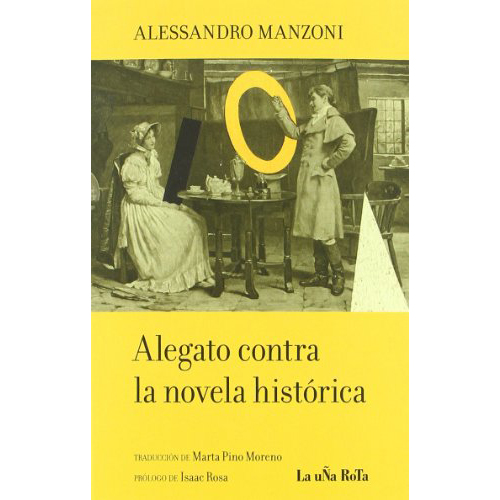 ALESSANDRO MANZONI
Alegato contra
la novela histórica
TRADUCCIÓN DE Marta Pino Moreno
PRÓLOGO DE Isaac Rosa
La uÑa RoTa